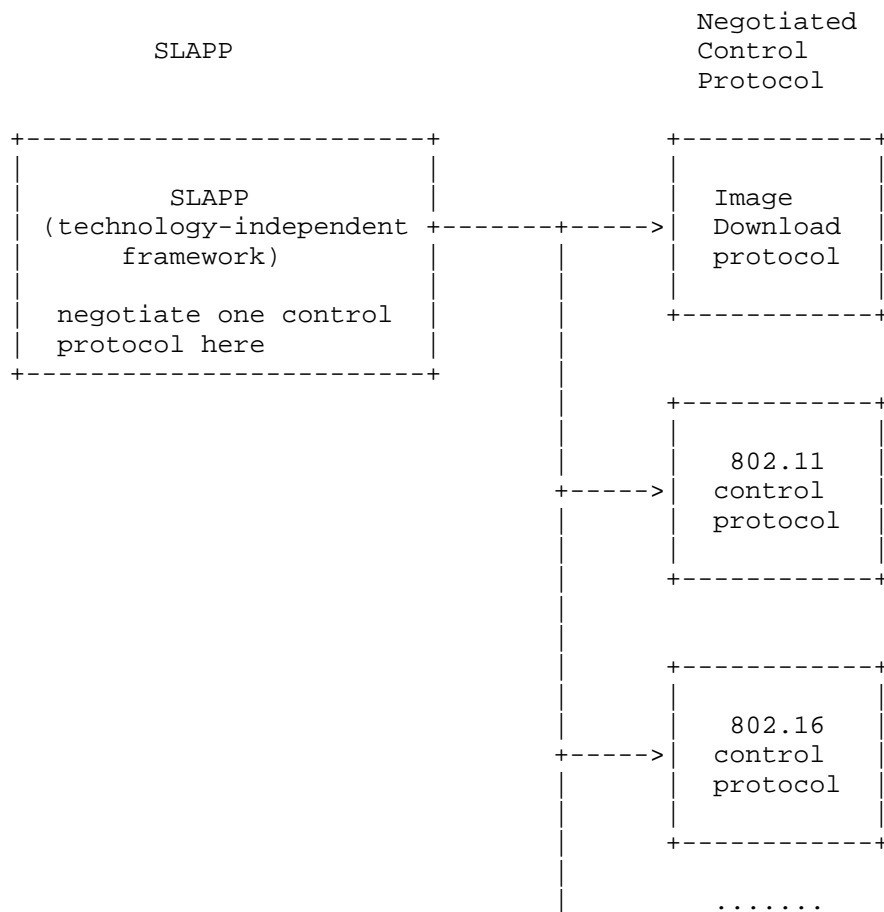 SLAPP
Negotiated
Control
Protocol
SLAPP
(technology-independent
framework)
negotiate one control
protocol here
Image
Download
protocol
802.11
control
protocol
802.16
control
protocol
.......